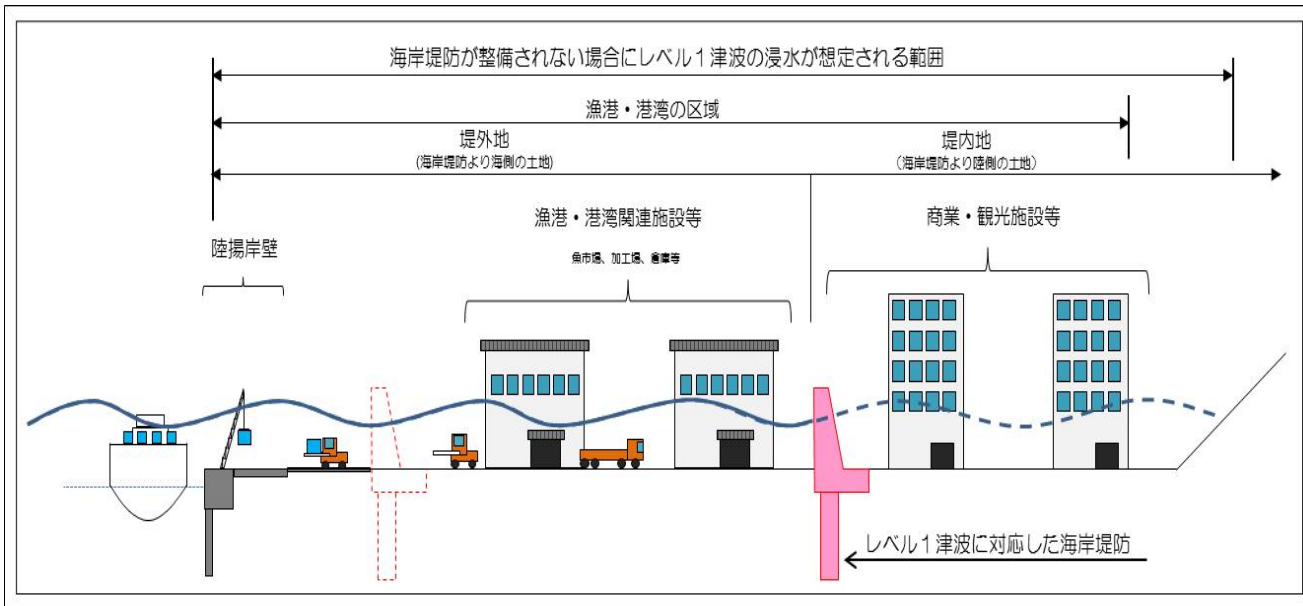 海岸堤防が整備されない場合にレベル1津波の浸水が想定される範囲
漁港・港湾の区域
堤外地
(海岸堤防より海側の土地)
堤内地
(海岸堤防より陸側の土地)
漁港・港湾関連施設等
魚市場、加工場、倉庫等
商業・観光施設等
陸揚岸壁
レベル1津波に対応した海岸堤防